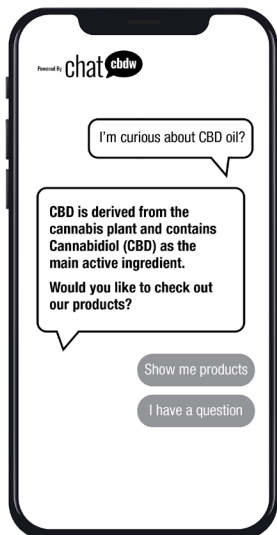 Powered By chat cbdw
I'm curious about CBD oil?
CBD is derived from the
cannabis plant and contains
Cannabidiol (CBD) as the
main active ingredient.
Would you like to check out
our products?
Show me products
I have a question